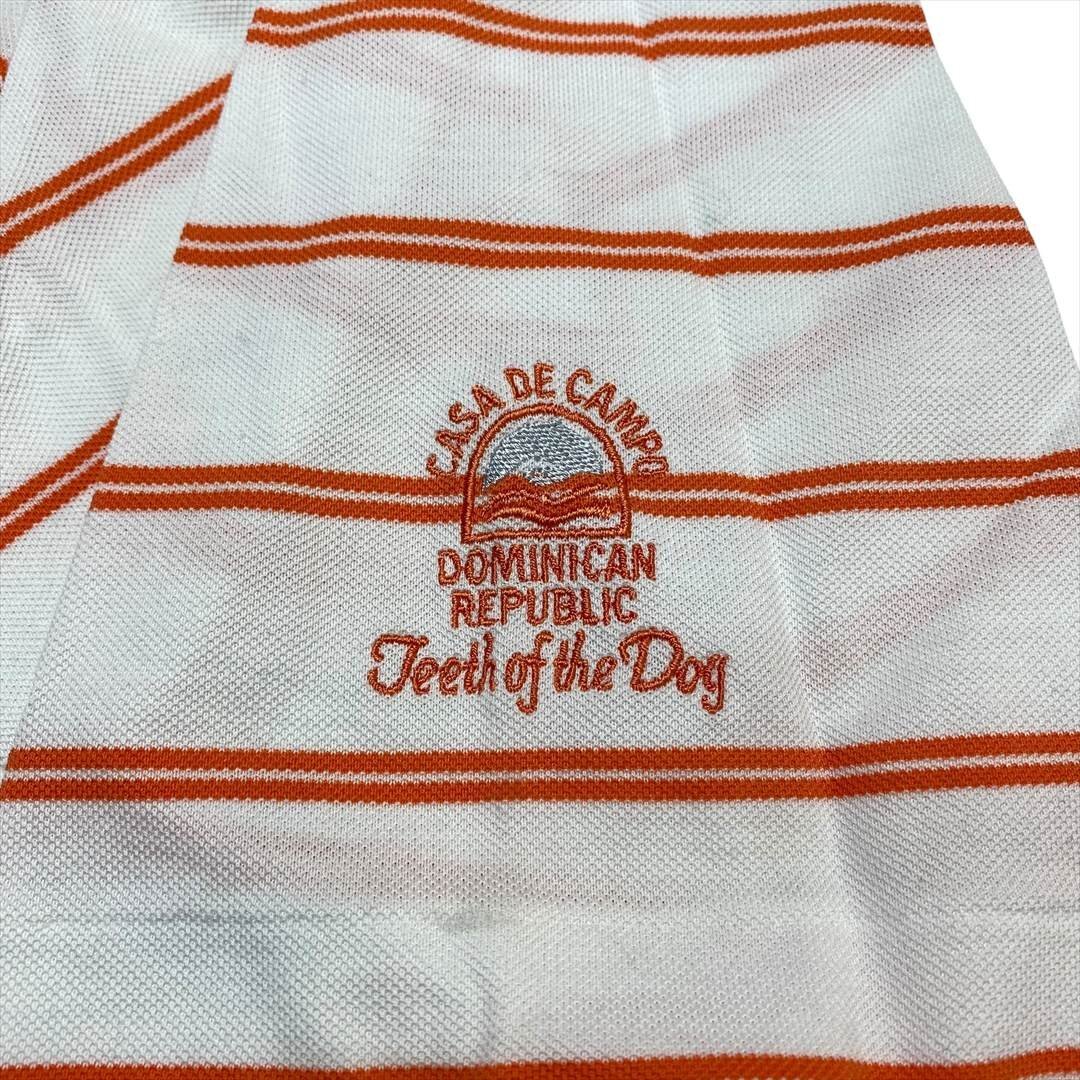 CASA DE CAMPO
DOMINICAN
REPUBLIC
Teeth of the Dog